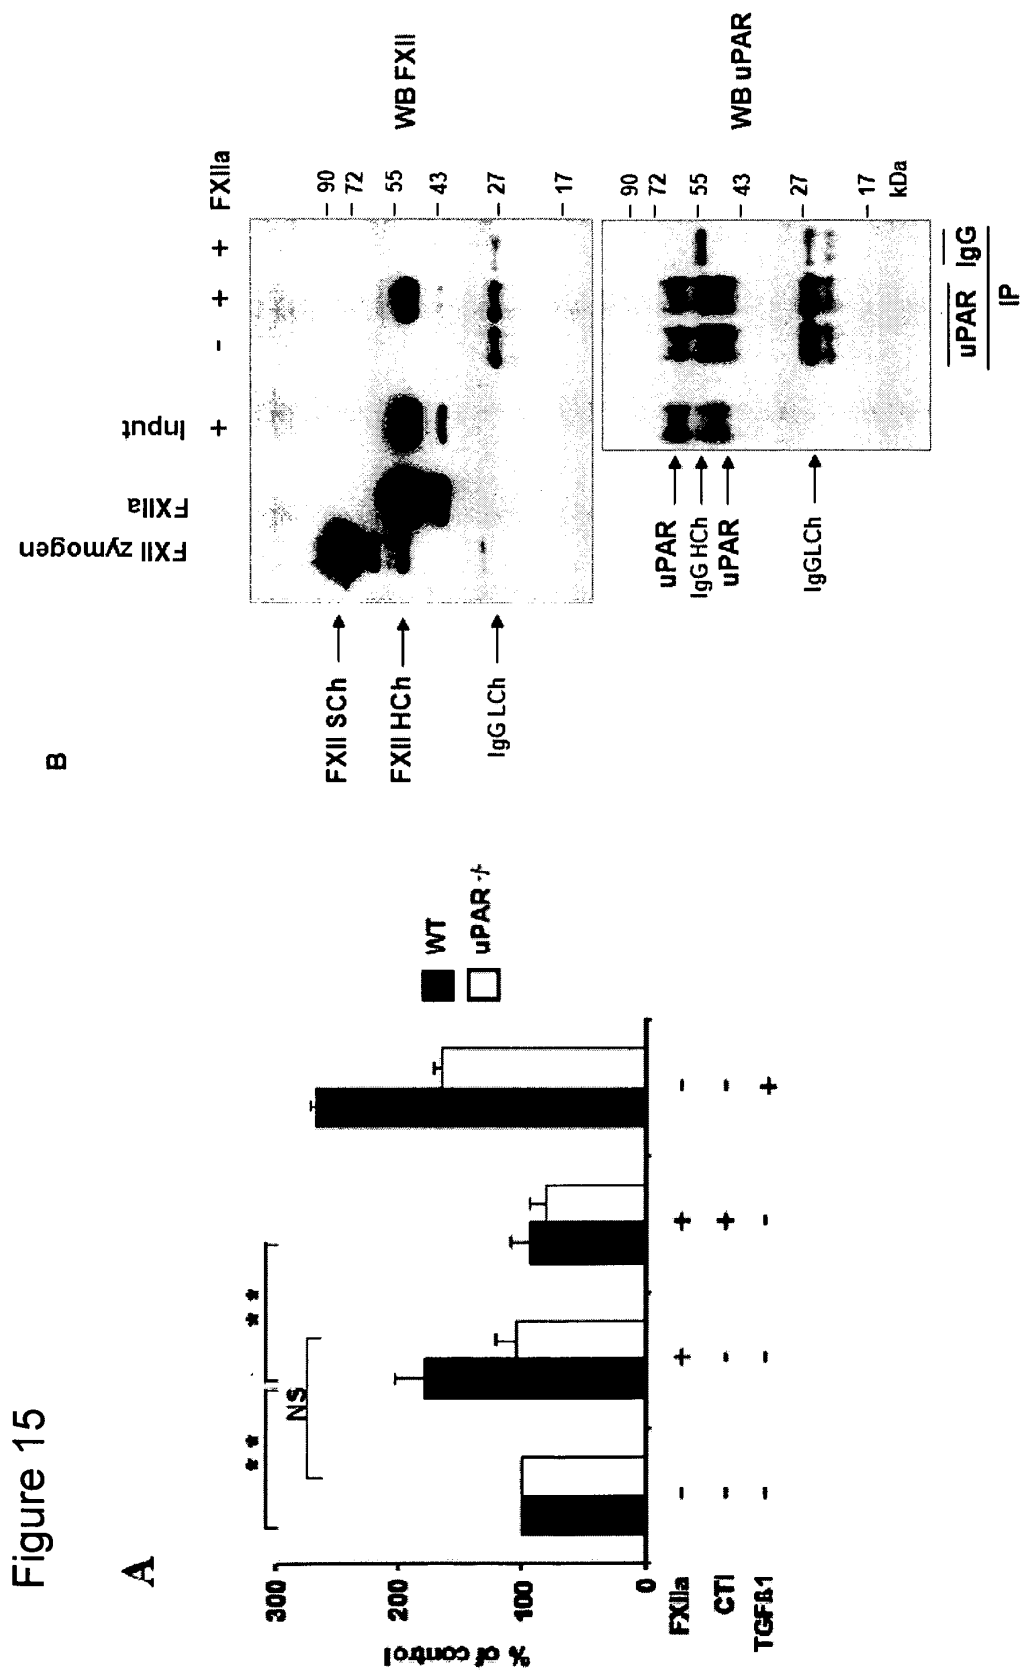 Figure 15
A
% of control
300
200
100
0
** **
NS
WT
uPAR -/-
FXIIa - + + -
CTI - - + -
TGFß1 - - - +
B
FXII zymogen
FXIIa
Input
+ - + + FXIIa
FXII SCh
FXII HCh
IgG LCh
90
72
55
43
27
17
WB FXII
uPAR
IgG HCh
uPAR
IgGLCh
90
72
55
43
27
17
kDa
WB uPAR
uPAR IgG
IP